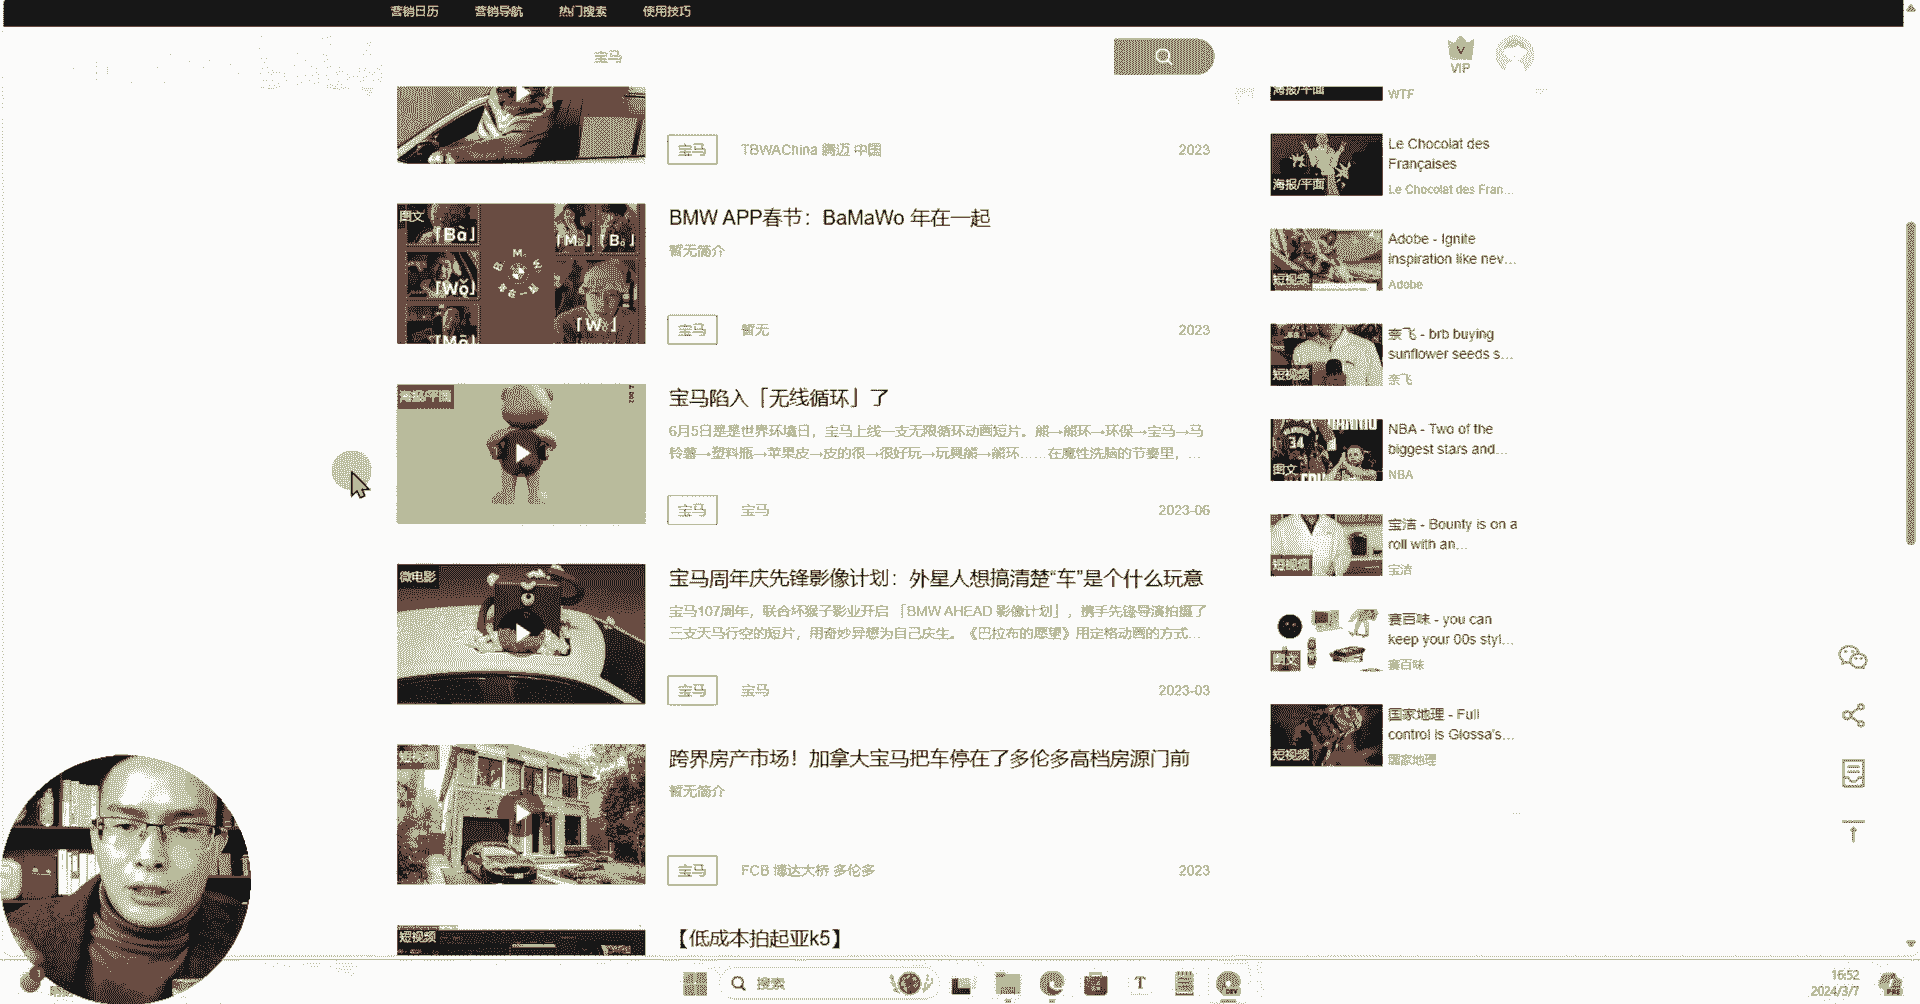 营销日历 营销导航 热门搜索 使用技巧
宝马
VIP
宝马 TBWAChina 腾迈 中国 2023
图文
「Bà」
「Wǒ」
BMW APP春节：BaMaWo 年在一起
暂无简介
宝马 暂无 2023
海报/平面
宝马陷入「无线循环」了
6月5日是是世界环境日，宝马上线一支无限循环动画短片。熊→熊环→环保→宝马→马
铃薯→塑料瓶→苹果皮→皮的很→很好玩→玩具熊→熊环……在魔性洗脑的节奏里，...
宝马 宝马 2023-06
微电影
宝马周年庆先锋影像计划：外星人想搞清楚“车”是个什么玩意
宝马107周年，联合坏猴子影业开启 「BMW AHEAD 影像计划」，携手先锋导演拍摄了
三支天马行空的短片，用奇妙异想为自己庆生。《巴拉布的愿望》用定格动画的方式...
宝马 宝马 2023-03
短视频
跨界房产市场！加拿大宝马把车停在了多伦多高档房源门前
暂无简介
宝马 FCB 博达大桥 多伦多 2023
短视频
【低成本拍起亚k5】
海报/平面
WTF
海报/平面
Le Chocolat des
Françaises
Le Chocolat des Fran...
短视频
Adobe - Ignite
inspiration like nev...
Adobe
短视频
奈飞 - brb buying
sunflower seeds s...
奈飞
图文
NBA - Two of the
biggest stars and...
NBA
短视频
宝洁 - Bounty is on a
roll with an...
宝洁
图文
赛百味 - you can
keep your 00s styl...
赛百味
短视频
国家地理 - Full
control is Glossa's...
国家地理
搜索
16:52
2024/3/7